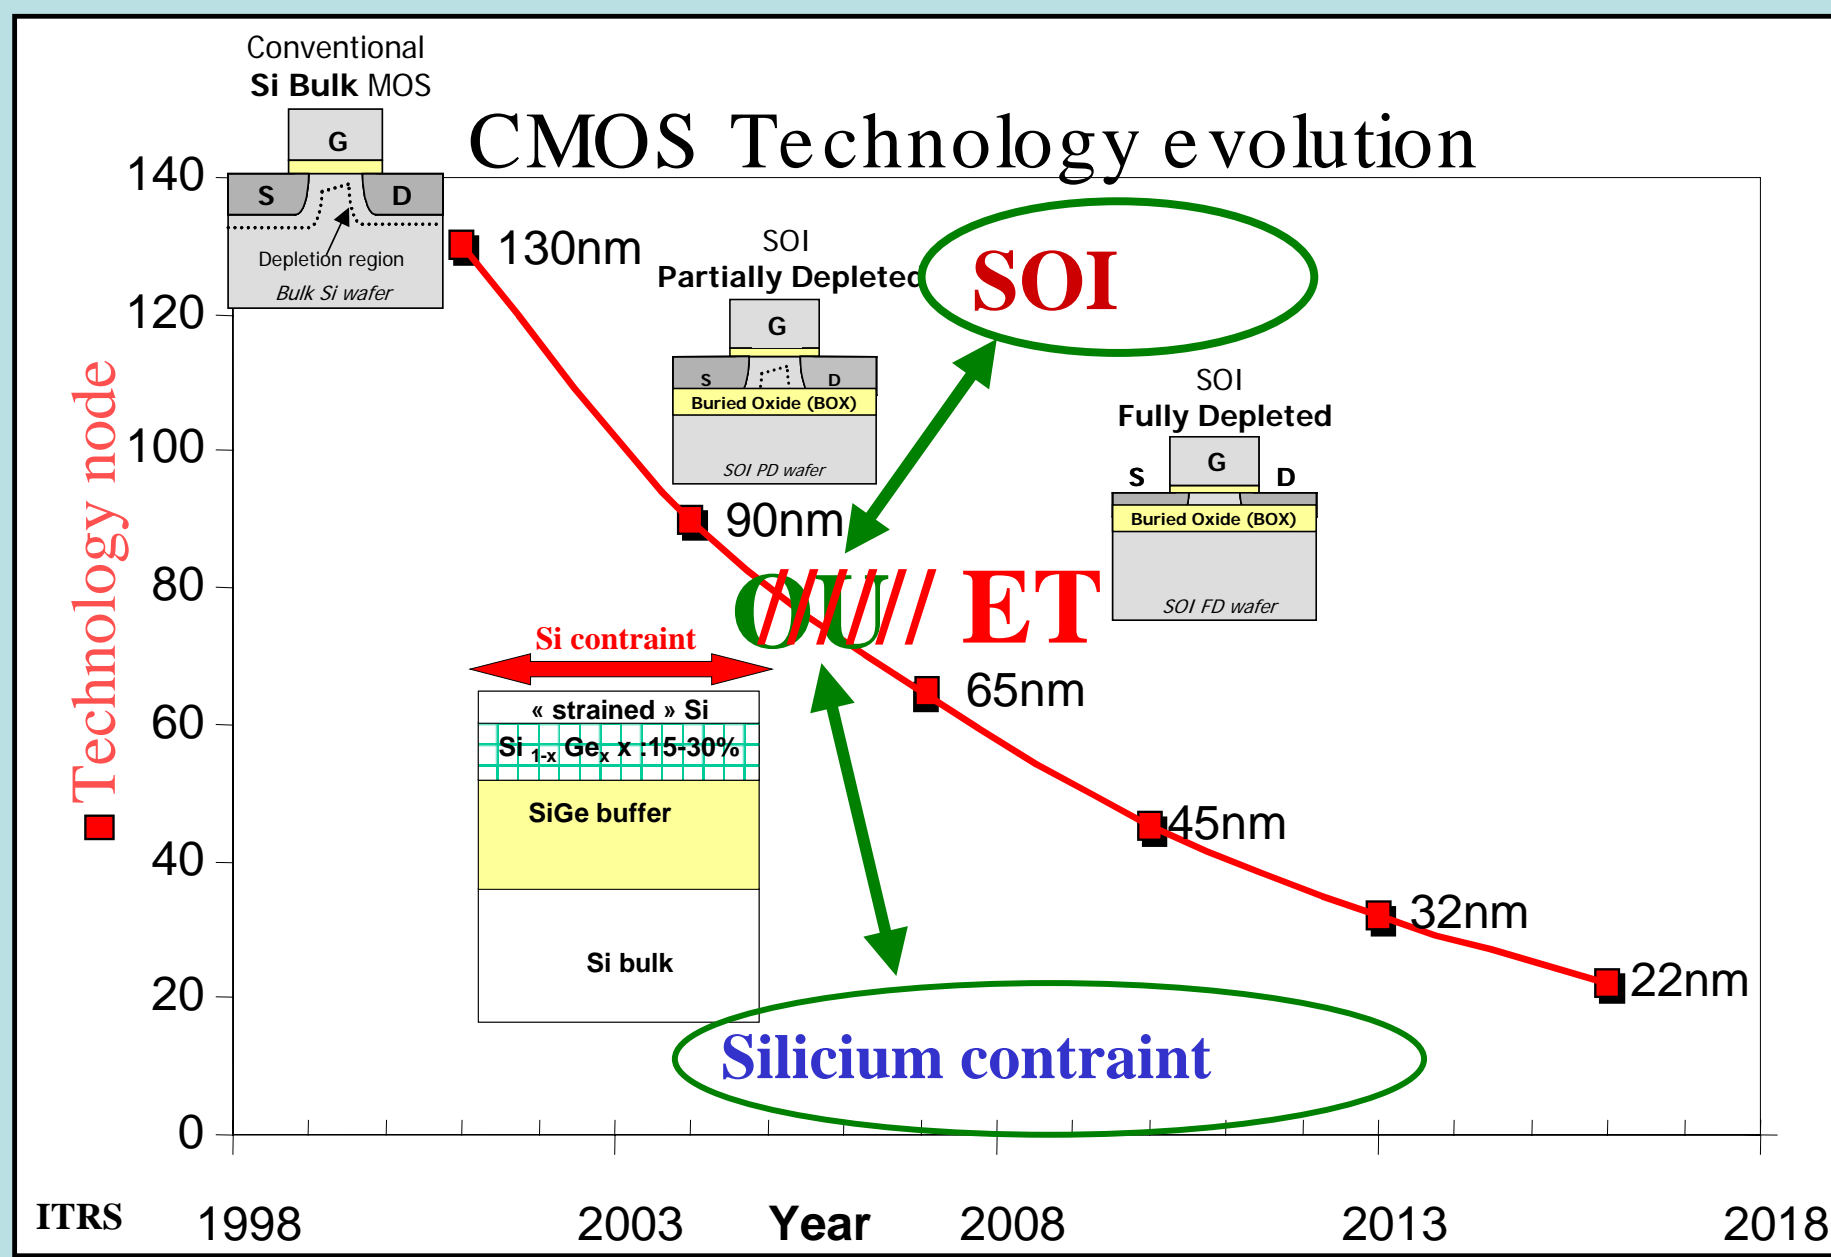 Conventional
Si Bulk MOS
G
S D
Depletion region
Bulk Si wafer
CMOS Technology evolution
140
120
100
80
60
40
20
0
Technology node
130nm
90nm
65nm
45nm
32nm
22nm
SOI
Partially Depleted
G
S D
Buried Oxide (BOX)
SOI PD wafer
SOI
SOI
Fully Depleted
G
S D
Buried Oxide (BOX)
SOI FD wafer
OU ////// ET
Si contraint
« strained » Si
Si 1-x Gex x :15-30%
SiGe buffer
Si bulk
Silicium contraint
1998 2003 2008 2013 2018
Year
ITRS